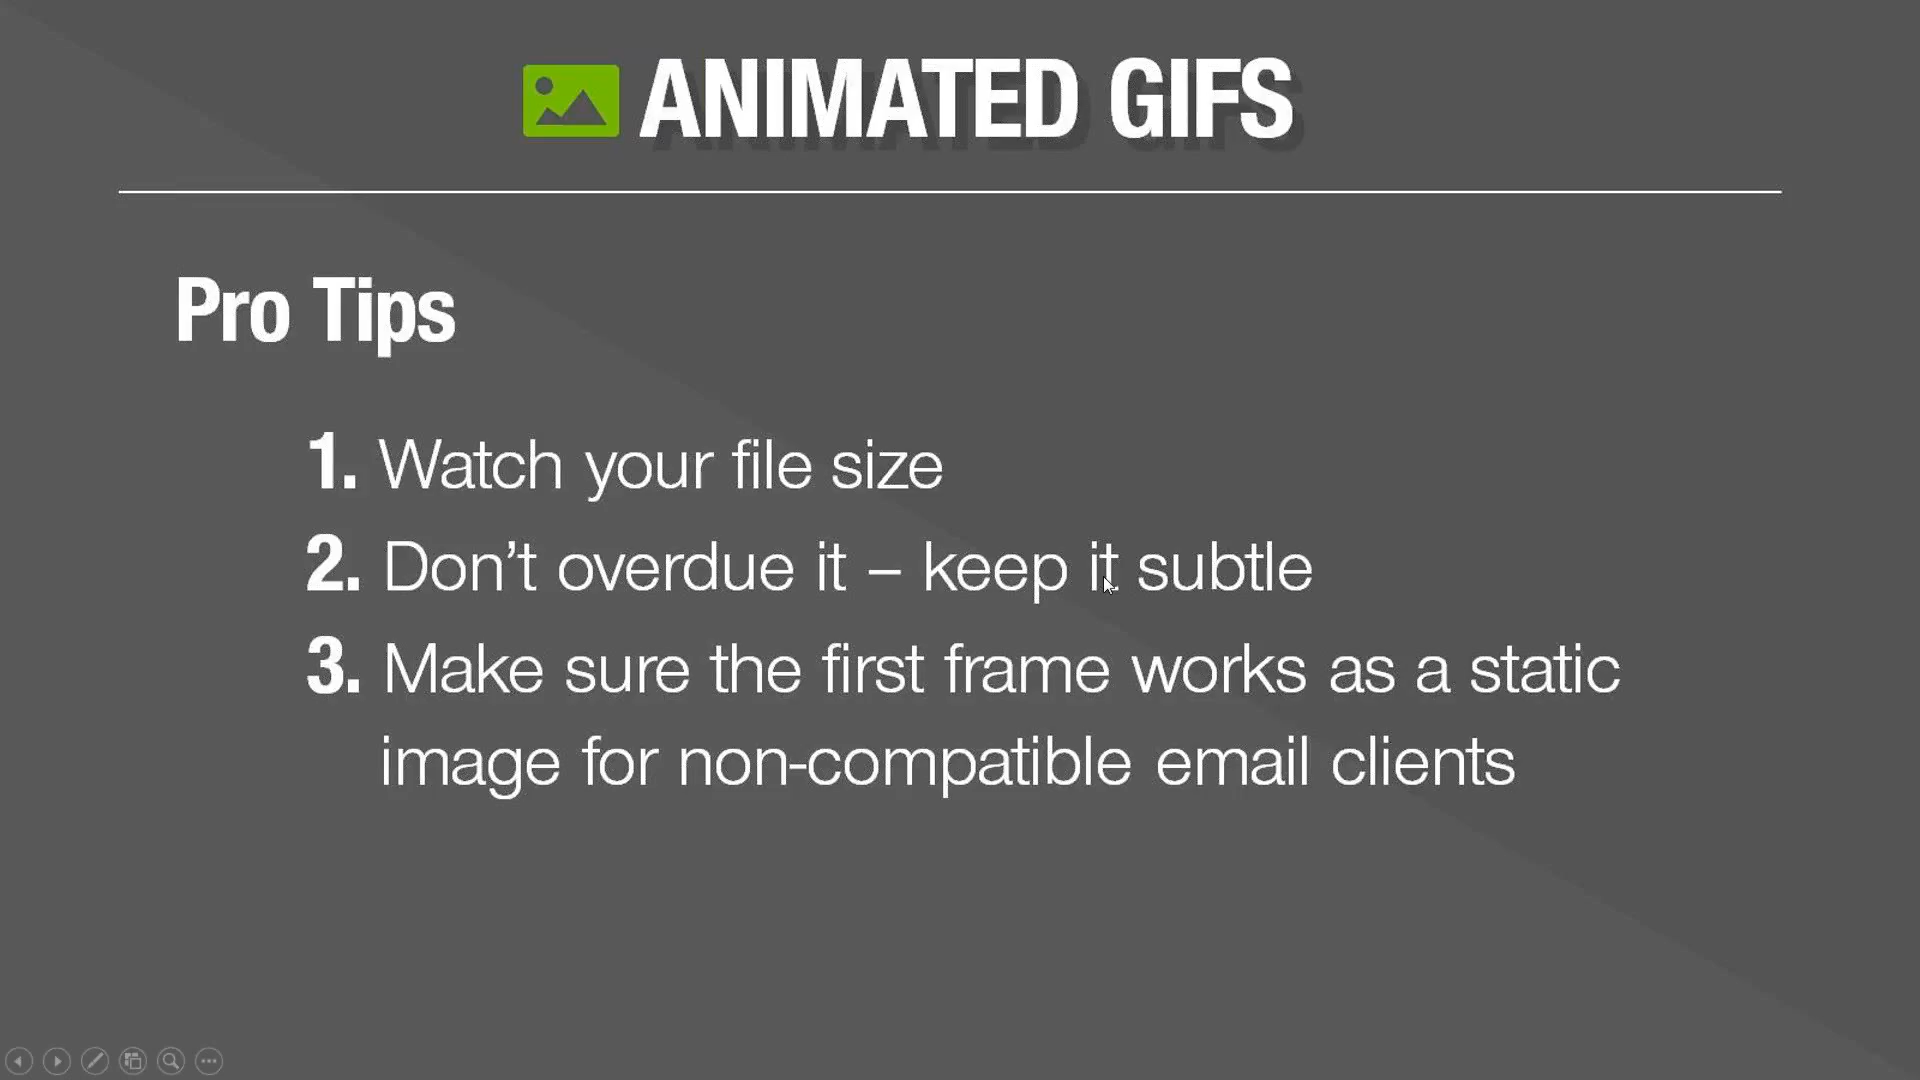 ANIMATED GIFS
Pro Tips
1. Watch your file size
2. Don’t overdue it – keep it subtle
3. Make sure the first frame works as a static
image for non-compatible email clients